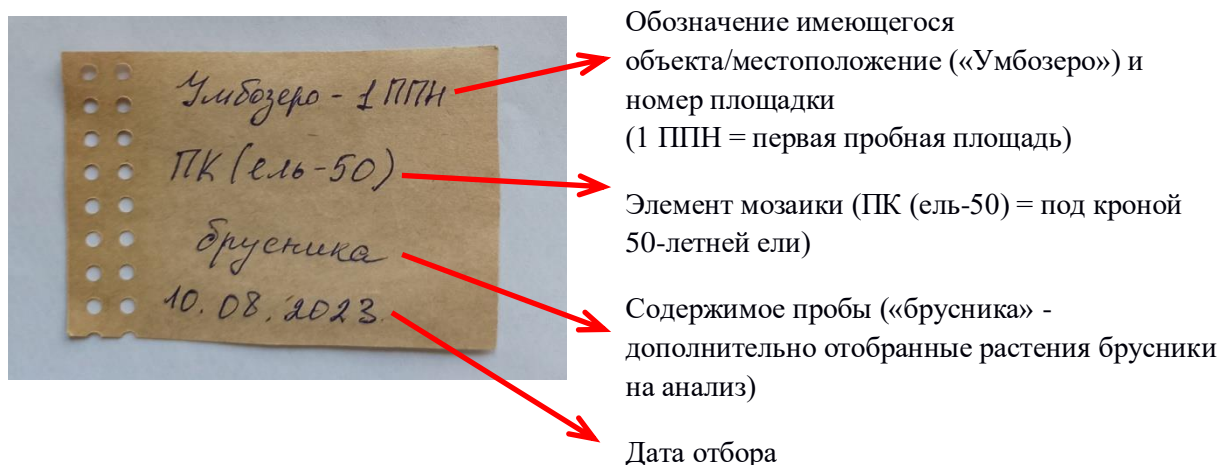 Умбозеро - 1 ППН
ПК (ель-50)
брусника
10.08.2023.
Обозначение имеющегося
объекта/местоположение («Умбозеро») и
номер площадки
(1 ППН = первая пробная площадь)
Элемент мозаики (ПК (ель-50) = под кроной
50-летней ели)
Содержимое пробы («брусника» -
дополнительно отобранные растения брусники
на анализ)
Дата отбора